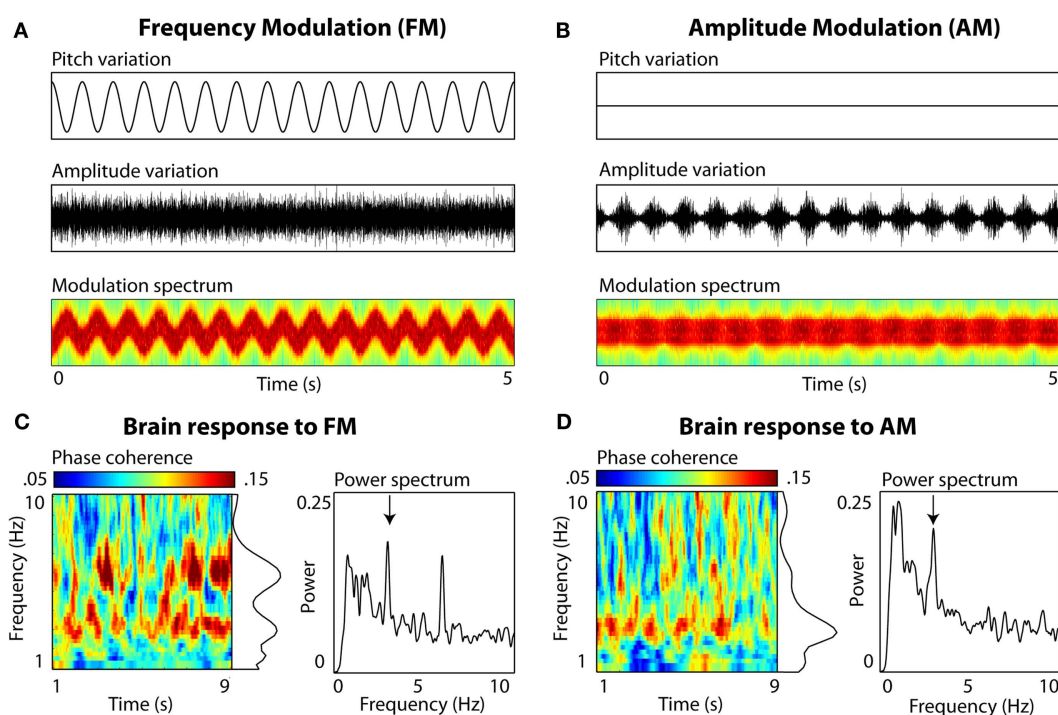 A
Frequency Modulation (FM)
Pitch variation
Amplitude variation
Modulation spectrum
0
Time (s)
5
B
Amplitude Modulation (AM)
Pitch variation
Amplitude variation
Modulation spectrum
0
Time (s)
5
C
Brain response to FM
Phase coherence
.05
.15
10
Frequency (Hz)
1
1
9
Time (s)
Power spectrum
0.25
Power
0
0
5
10
Frequency (Hz)
D
Brain response to AM
Phase coherence
.05
.15
10
Frequency (Hz)
1
1
9
Time (s)
Power spectrum
0.25
Power
0
0
5
10
Frequency (Hz)